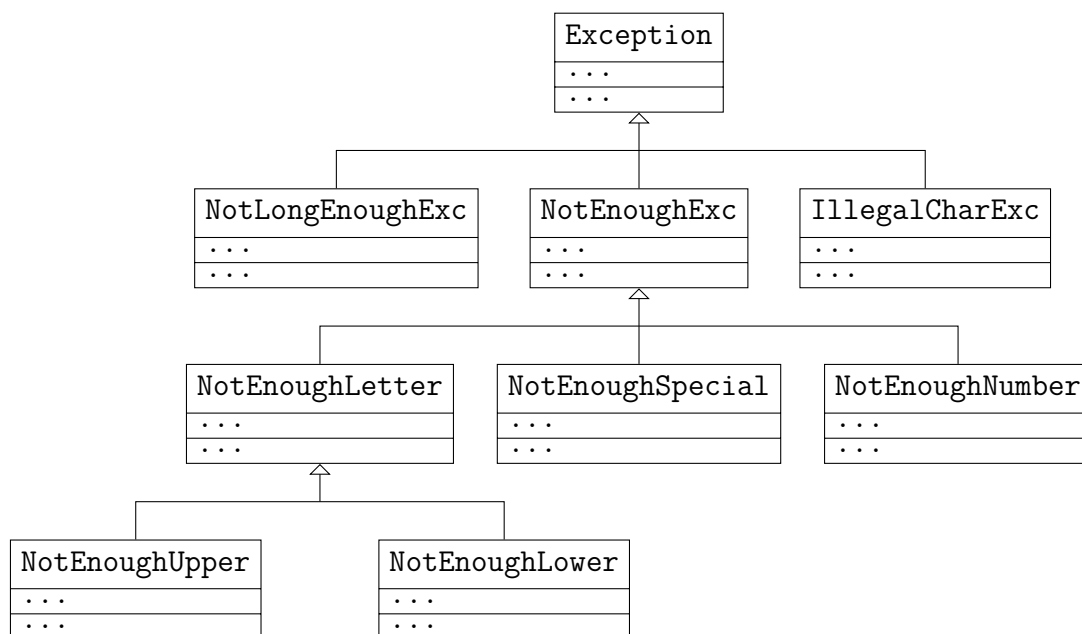 Exception
...
...
NotLongEnoughExc
...
...
NotEnoughExc
...
...
IllegalCharExc
...
...
NotEnoughLetter
...
...
NotEnoughSpecial
...
...
NotEnoughNumber
...
...
NotEnoughUpper
...
...
NotEnoughLower
...
...